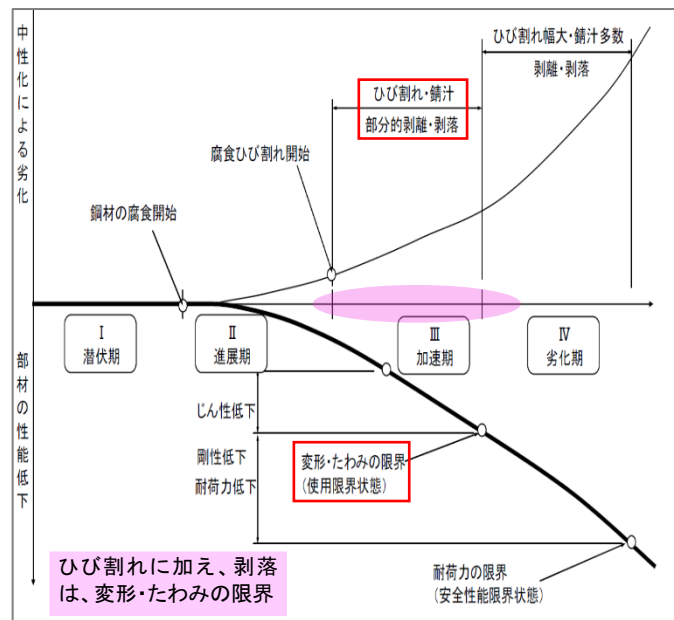 中性化による劣化
ひび割れ幅大・錆汁多数
剥離・剥落
ひび割れ・錆汁
部分的剥離・剥落
腐食ひび割れ開始
鋼材の腐食開始
Ⅰ
潜伏期
Ⅱ
進展期
Ⅲ
加速期
Ⅳ
劣化期
部材の性能低下
じん性低下
剛性低下
耐荷力低下
変形・たわみの限界
(使用限界状態)
耐荷力の限界
(安全性能限界状態)
ひび割れに加え、剥落
は、変形・たわみの限界